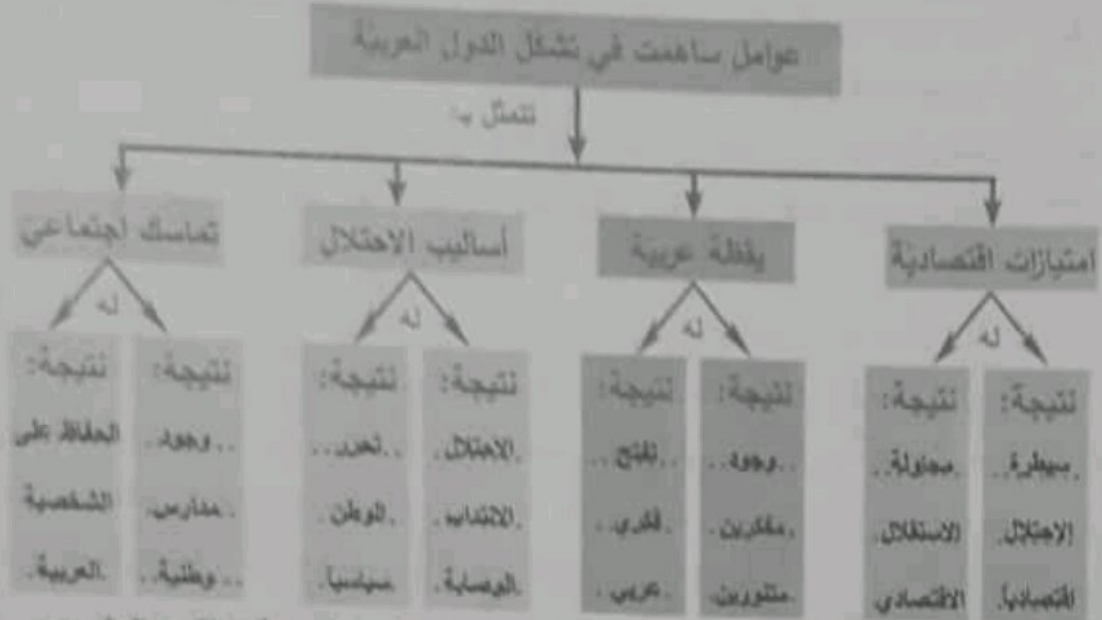 عوامل ساهمت في تشكل الدول العربية
تتمثل بـ:
امتيازات اقتصادية
يقظة عربية
أساليب الاحتلال
تماسك اجتماعي
له
له
له
له
نتيجة:
.سيطرة.
الاحتلال.
اقتصادياً.
نتيجة:
.محاولة..
الاستقلال.
الاقتصادي
نتيجة:
..وجود..
.مفكرين.
متنورين.
نتيجة:
..تفتح..
.فكري..
.عربي.
نتيجة:
.الاحتلال.
.الانتداب.
الوصاية.
نتيجة:
..تحرر...
.الوطن.
سياسياً.
نتيجة:
..وجود..
..مدارس.
..وطنية..
نتيجة:
الحفاظ على
الشخصية
.العربية.